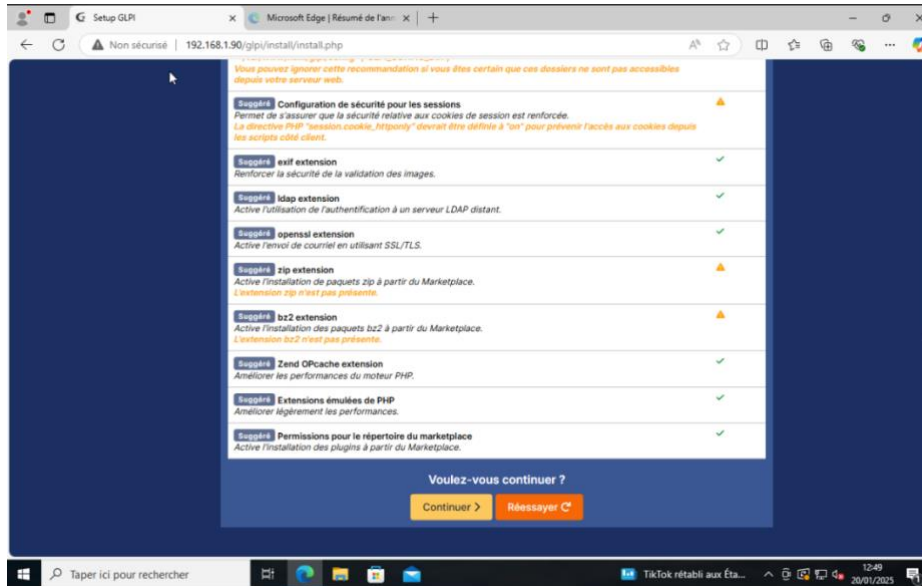 Setup GLPI
Microsoft Edge | Résumé de l'ann
Non sécurisé | 192.168.1.90/glpi/install/install.php
Vous pouvez ignorer cette recommandation si vous êtes certain que ces dossiers ne sont pas accessibles
depuis votre serveur web.
Suggéré Configuration de sécurité pour les sessions
Permet de s'assurer que la sécurité relative aux cookies de session est renforcée.
La directive PHP "session.cookie_httponly" devrait être définie à "on" pour prévenir l'accès aux cookies depuis
les scripts côté client.
Suggéré exif extension
Renforcer la sécurité de la validation des images.
Suggéré ldap extension
Active l'utilisation de l'authentification à un serveur LDAP distant.
Suggéré openssl extension
Active l'envoi de courriel en utilisant SSL/TLS.
Suggéré zip extension
Active l'installation de paquets zip à partir du Marketplace.
L'extension zip n'est pas présente.
Suggéré bz2 extension
Active l'installation des paquets bz2 à partir du Marketplace.
L'extension bz2 n'est pas présente.
Suggéré Zend OPcache extension
Améliorer les performances du moteur PHP.
Suggéré Extensions émulées de PHP
Améliorer légèrement les performances.
Suggéré Permissions pour le répertoire du marketplace
Active l'installation des plugins à partir du Marketplace.
Voulez-vous continuer ?
Continuer >
Réessayer
Taper ici pour rechercher
TikTok rétabli aux Éta...
12:49
20/01/2025